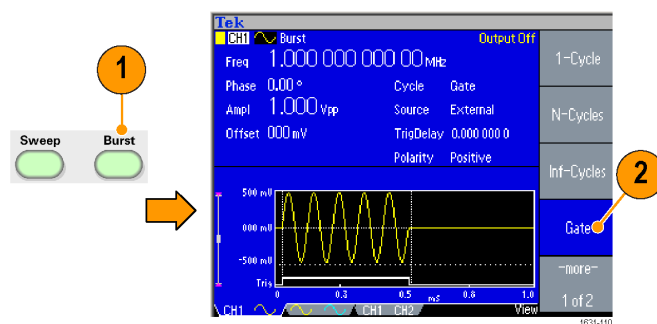 1
Sweep Burst
Tek
CH1 Burst Output Off
Freq 1.000 000 000 00 MHz
Phase 0.00 ° Cycle Gate
Ampl 1.000 Vpp Source External
Offset 000 mV TrigDelay 0.000 000 0
Polarity Positive
1-Cycle
N-Cycles
Inf-Cycles
Gate
2
-more-
1 of 2
500 mV
000 mV
-500 mV
Trig
0 0.3 0.5 ms 0.8 1.0
CH1 CH1 CH2 View
1631-110